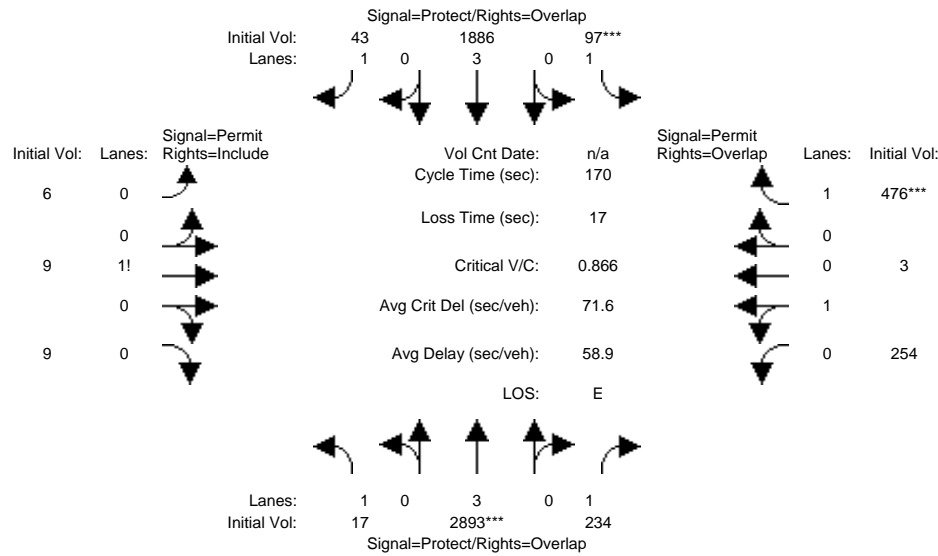 Signal=Protect/Rights=Overlap
Initial Vol: 43 1886 97***
Lanes: 1 0 3 0 1
Signal=Permit
Rights=Include
Initial Vol: Lanes:
Vol Cnt Date: n/a
Signal=Permit
Rights=Overlap
Lanes: Initial Vol:
Cycle Time (sec): 170
6 0
1 476***
Loss Time (sec): 17
0
0
9 1!
Critical V/C: 0.866
0 3
0
Avg Crit Del (sec/veh): 71.6
1
9 0
Avg Delay (sec/veh): 58.9
0 254
LOS: E
Lanes: 1 0 3 0 1
Initial Vol: 17 2893*** 234
Signal=Protect/Rights=Overlap